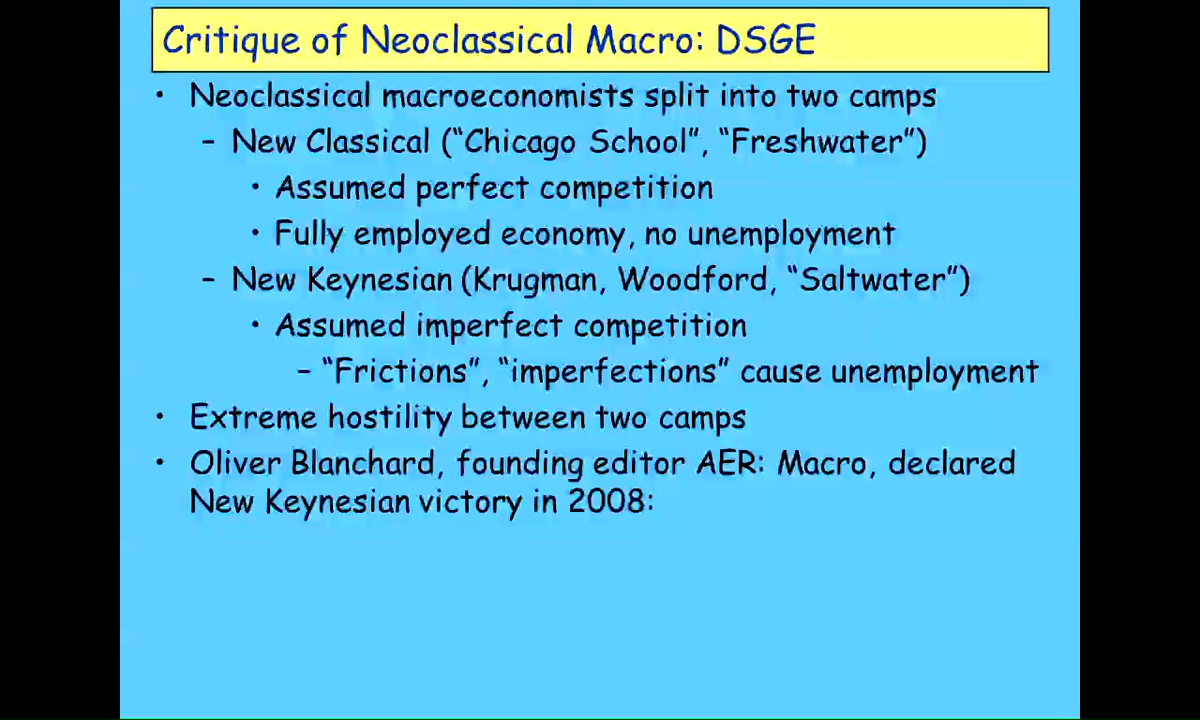 Critique of Neoclassical Macro: DSGE
• Neoclassical macroeconomists split into two camps
– New Classical (“Chicago School”, “Freshwater”)
• Assumed perfect competition
• Fully employed economy, no unemployment
– New Keynesian (Krugman, Woodford, “Saltwater”)
• Assumed imperfect competition
– “Frictions”, “imperfections” cause unemployment
• Extreme hostility between two camps
• Oliver Blanchard, founding editor AER: Macro, declared
New Keynesian victory in 2008: